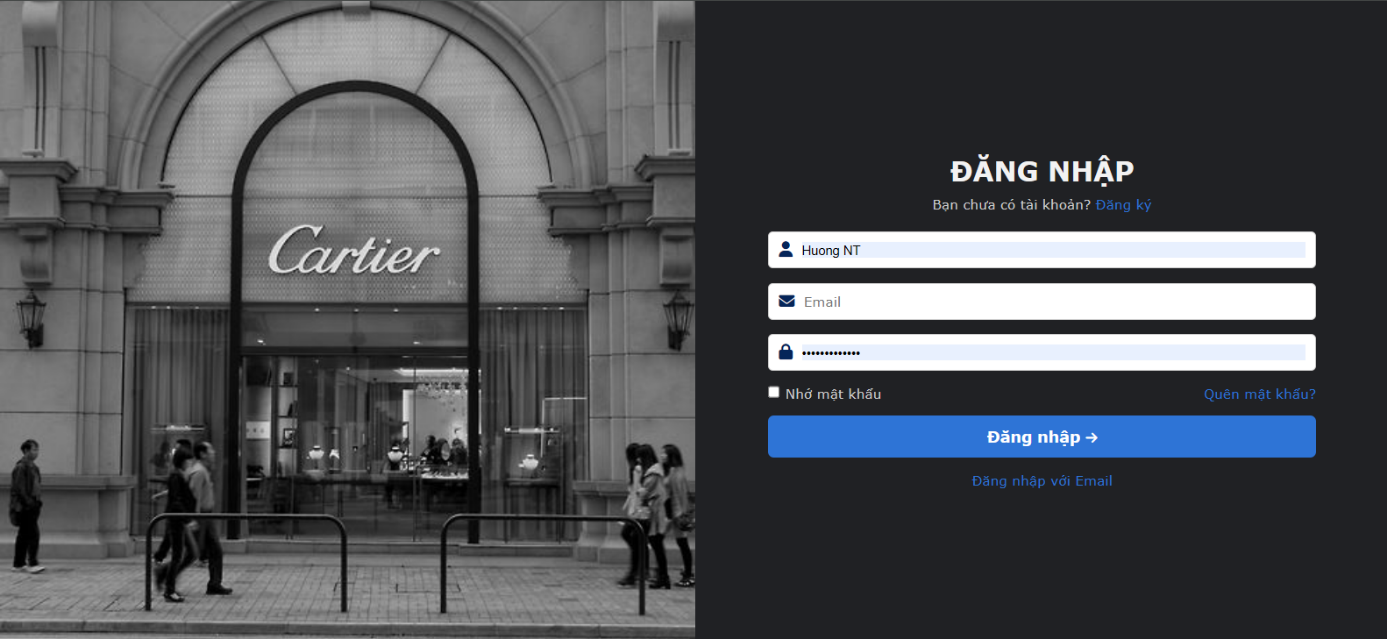 Cartier
ĐĂNG NHẬP
Bạn chưa có tài khoản? Đăng ký
Huong NT
Email
•••••••••••••
Nhớ mật khẩu
Quên mật khẩu?
Đăng nhập →
Đăng nhập với Email